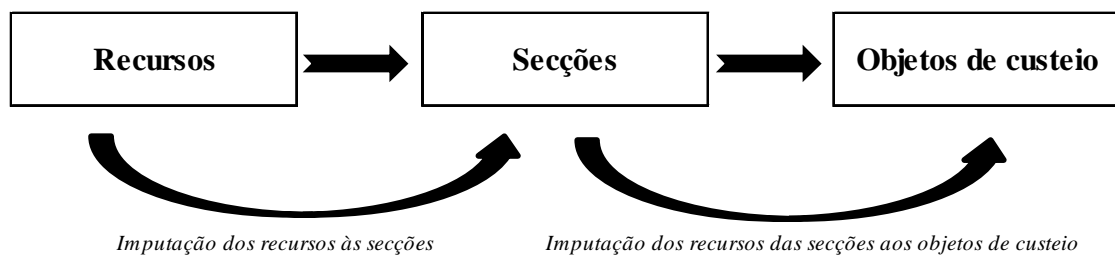 Recursos
Secções
Objetos de custeio
Imputação dos recursos às secções
Imputação dos recursos das secções aos objetos de custeio